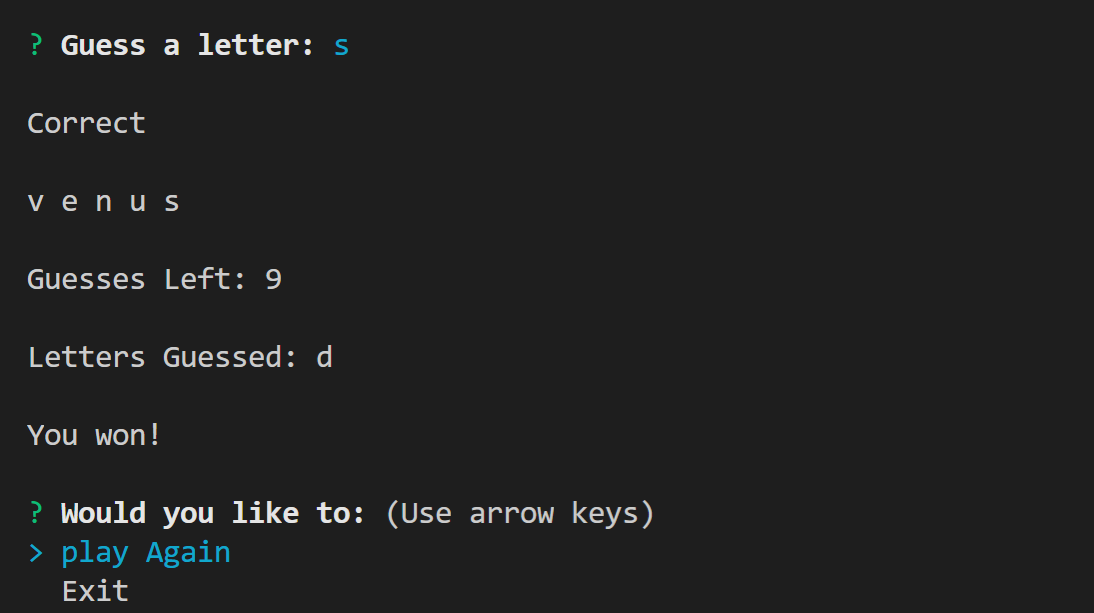 ? Guess a letter: s
Correct
v e n u s
Guesses Left: 9
Letters Guessed: d
You won!
? Would you like to: (Use arrow keys)
> play Again
Exit